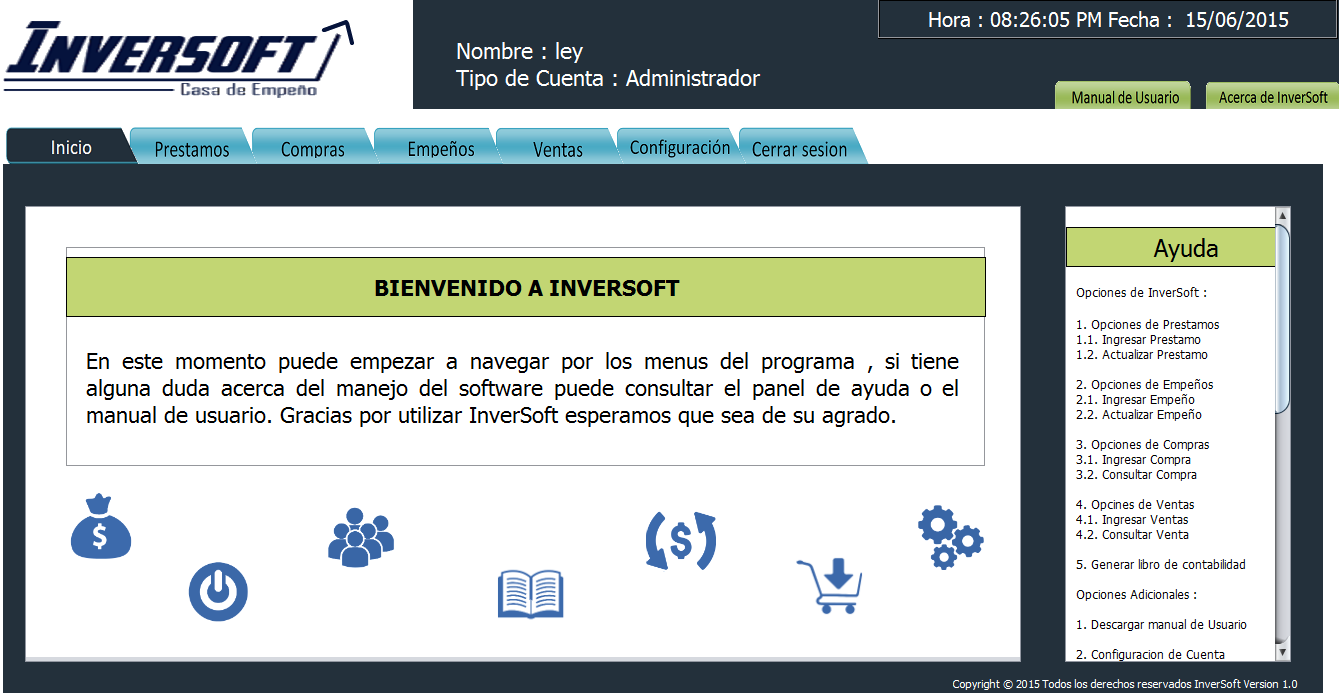 INVERSOFT
Casa de Empeño
Hora : 08:26:05 PM Fecha : 15/06/2015
Nombre : ley
Tipo de Cuenta : Administrador
Manual de Usuario
Acerca de InverSoft
Inicio
Prestamos
Compras
Empeños
Ventas
Configuración
Cerrar sesion
BIENVENIDO A INVERSOFT
En este momento puede empezar a navegar por los menus del programa , si tiene
alguna duda acerca del manejo del software puede consultar el panel de ayuda o el
manual de usuario. Gracias por utilizar InverSoft esperamos que sea de su agrado.
$
$
Ayuda
Opciones de InverSoft :
1. Opciones de Prestamos
1.1. Ingresar Prestamo
1.2. Actualizar Prestamo
2. Opciones de Empeños
2.1. Ingresar Empeño
2.2. Actualizar Empeño
3. Opciones de Compras
3.1. Ingresar Compra
3.2. Consultar Compra
4. Opcines de Ventas
4.1. Ingresar Ventas
4.2. Consultar Venta
5. Generar libro de contabilidad
Opciones Adicionales :
1. Descargar manual de Usuario
2. Configuracion de Cuenta
Copyright © 2015 Todos los derechos reservados InverSoft Version 1.0